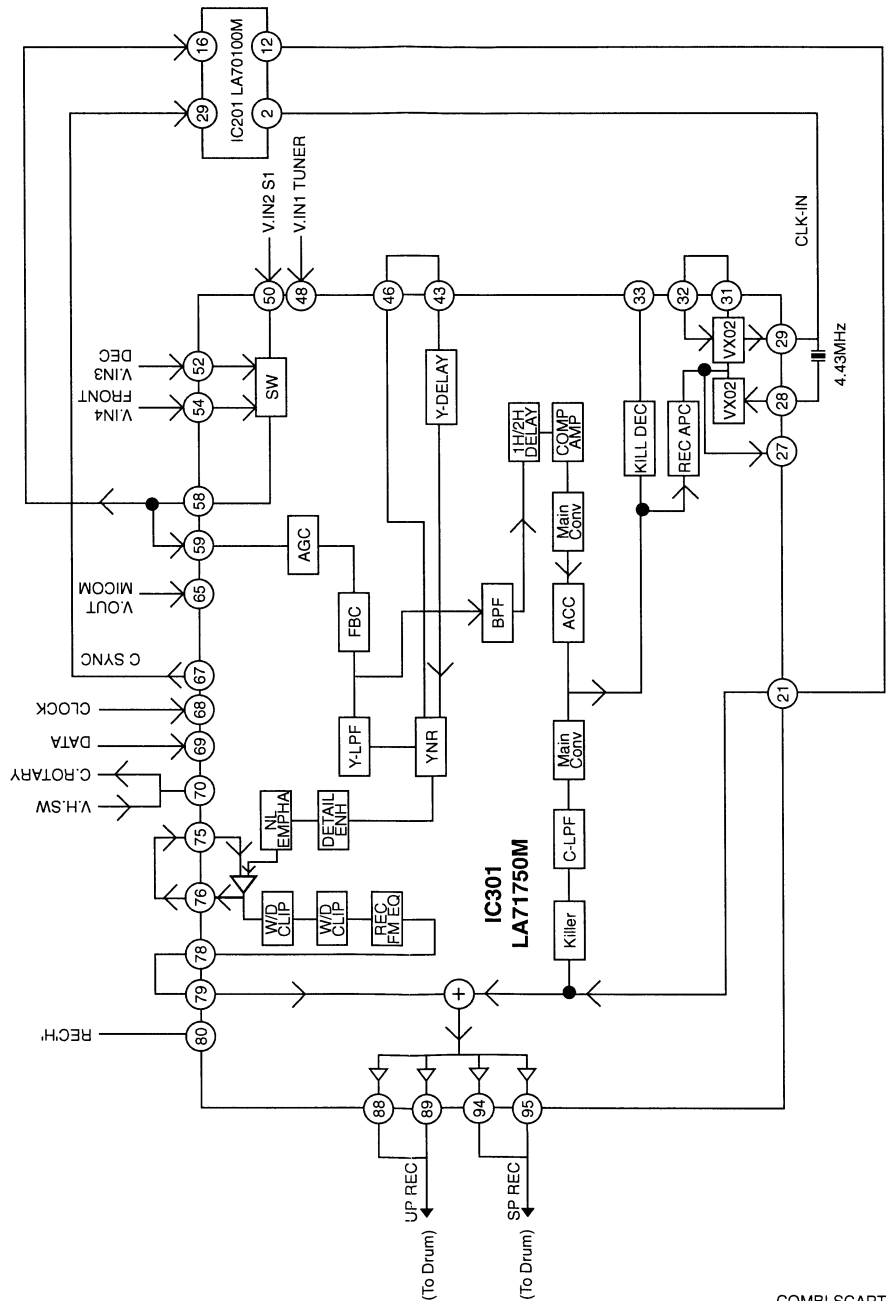 16
12
29
2
IC201 LA70100M
V.IN2 S1
V.IN1 TUNER
CLK-IN
50
48
46
43
33
32
31
29
28
27
4.43MHz
V.IN3
DEC
52
V.IN4
FRONT
54
SW
Y-DELAY
VX02
VX02
1H/2H
DELAY
COMP
AMP
KILL DEC
REC APC
58
59
AGC
Main
Conv
V.OUT
MICOM
65
FBC
BPF
ACC
C SYNC
67
CLOCK
68
DATA
69
C.ROTARY
V.H.SW
70
Y-LPF
YNR
Main
Conv
21
75
76
NL
EMPHA
DETAIL
ENH
C-LPF
W/D
CLIP
W/D
CLIP
REC
FM EQ
IC301
LA71750M
Killer
78
79
+
REC'H'
80
88
89
94
95
UP REC
(To Drum)
SP REC
(To Drum)
COMBI SCART